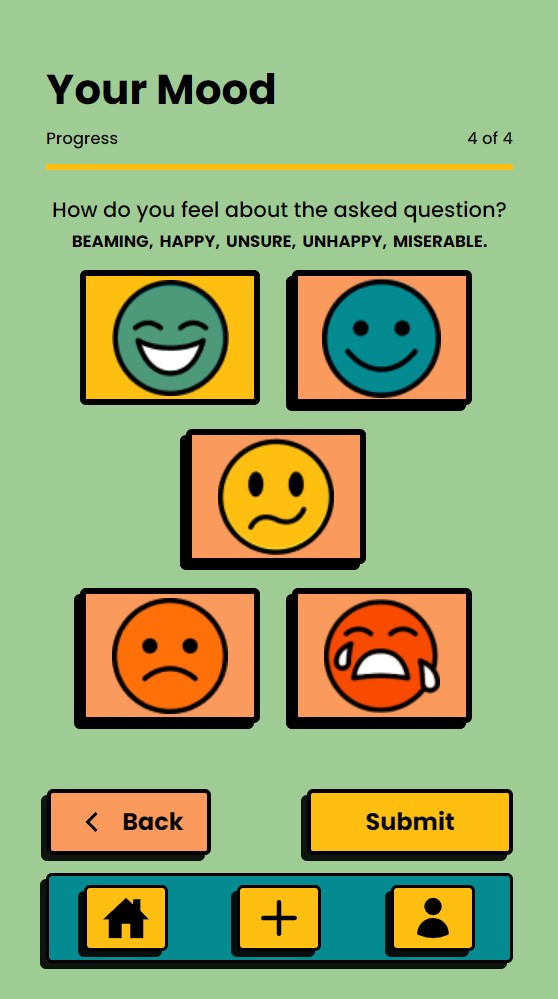 Your Mood
Progress 4 of 4
How do you feel about the asked question?
BEAMING, HAPPY, UNSURE, UNHAPPY, MISERABLE.
Back Submit